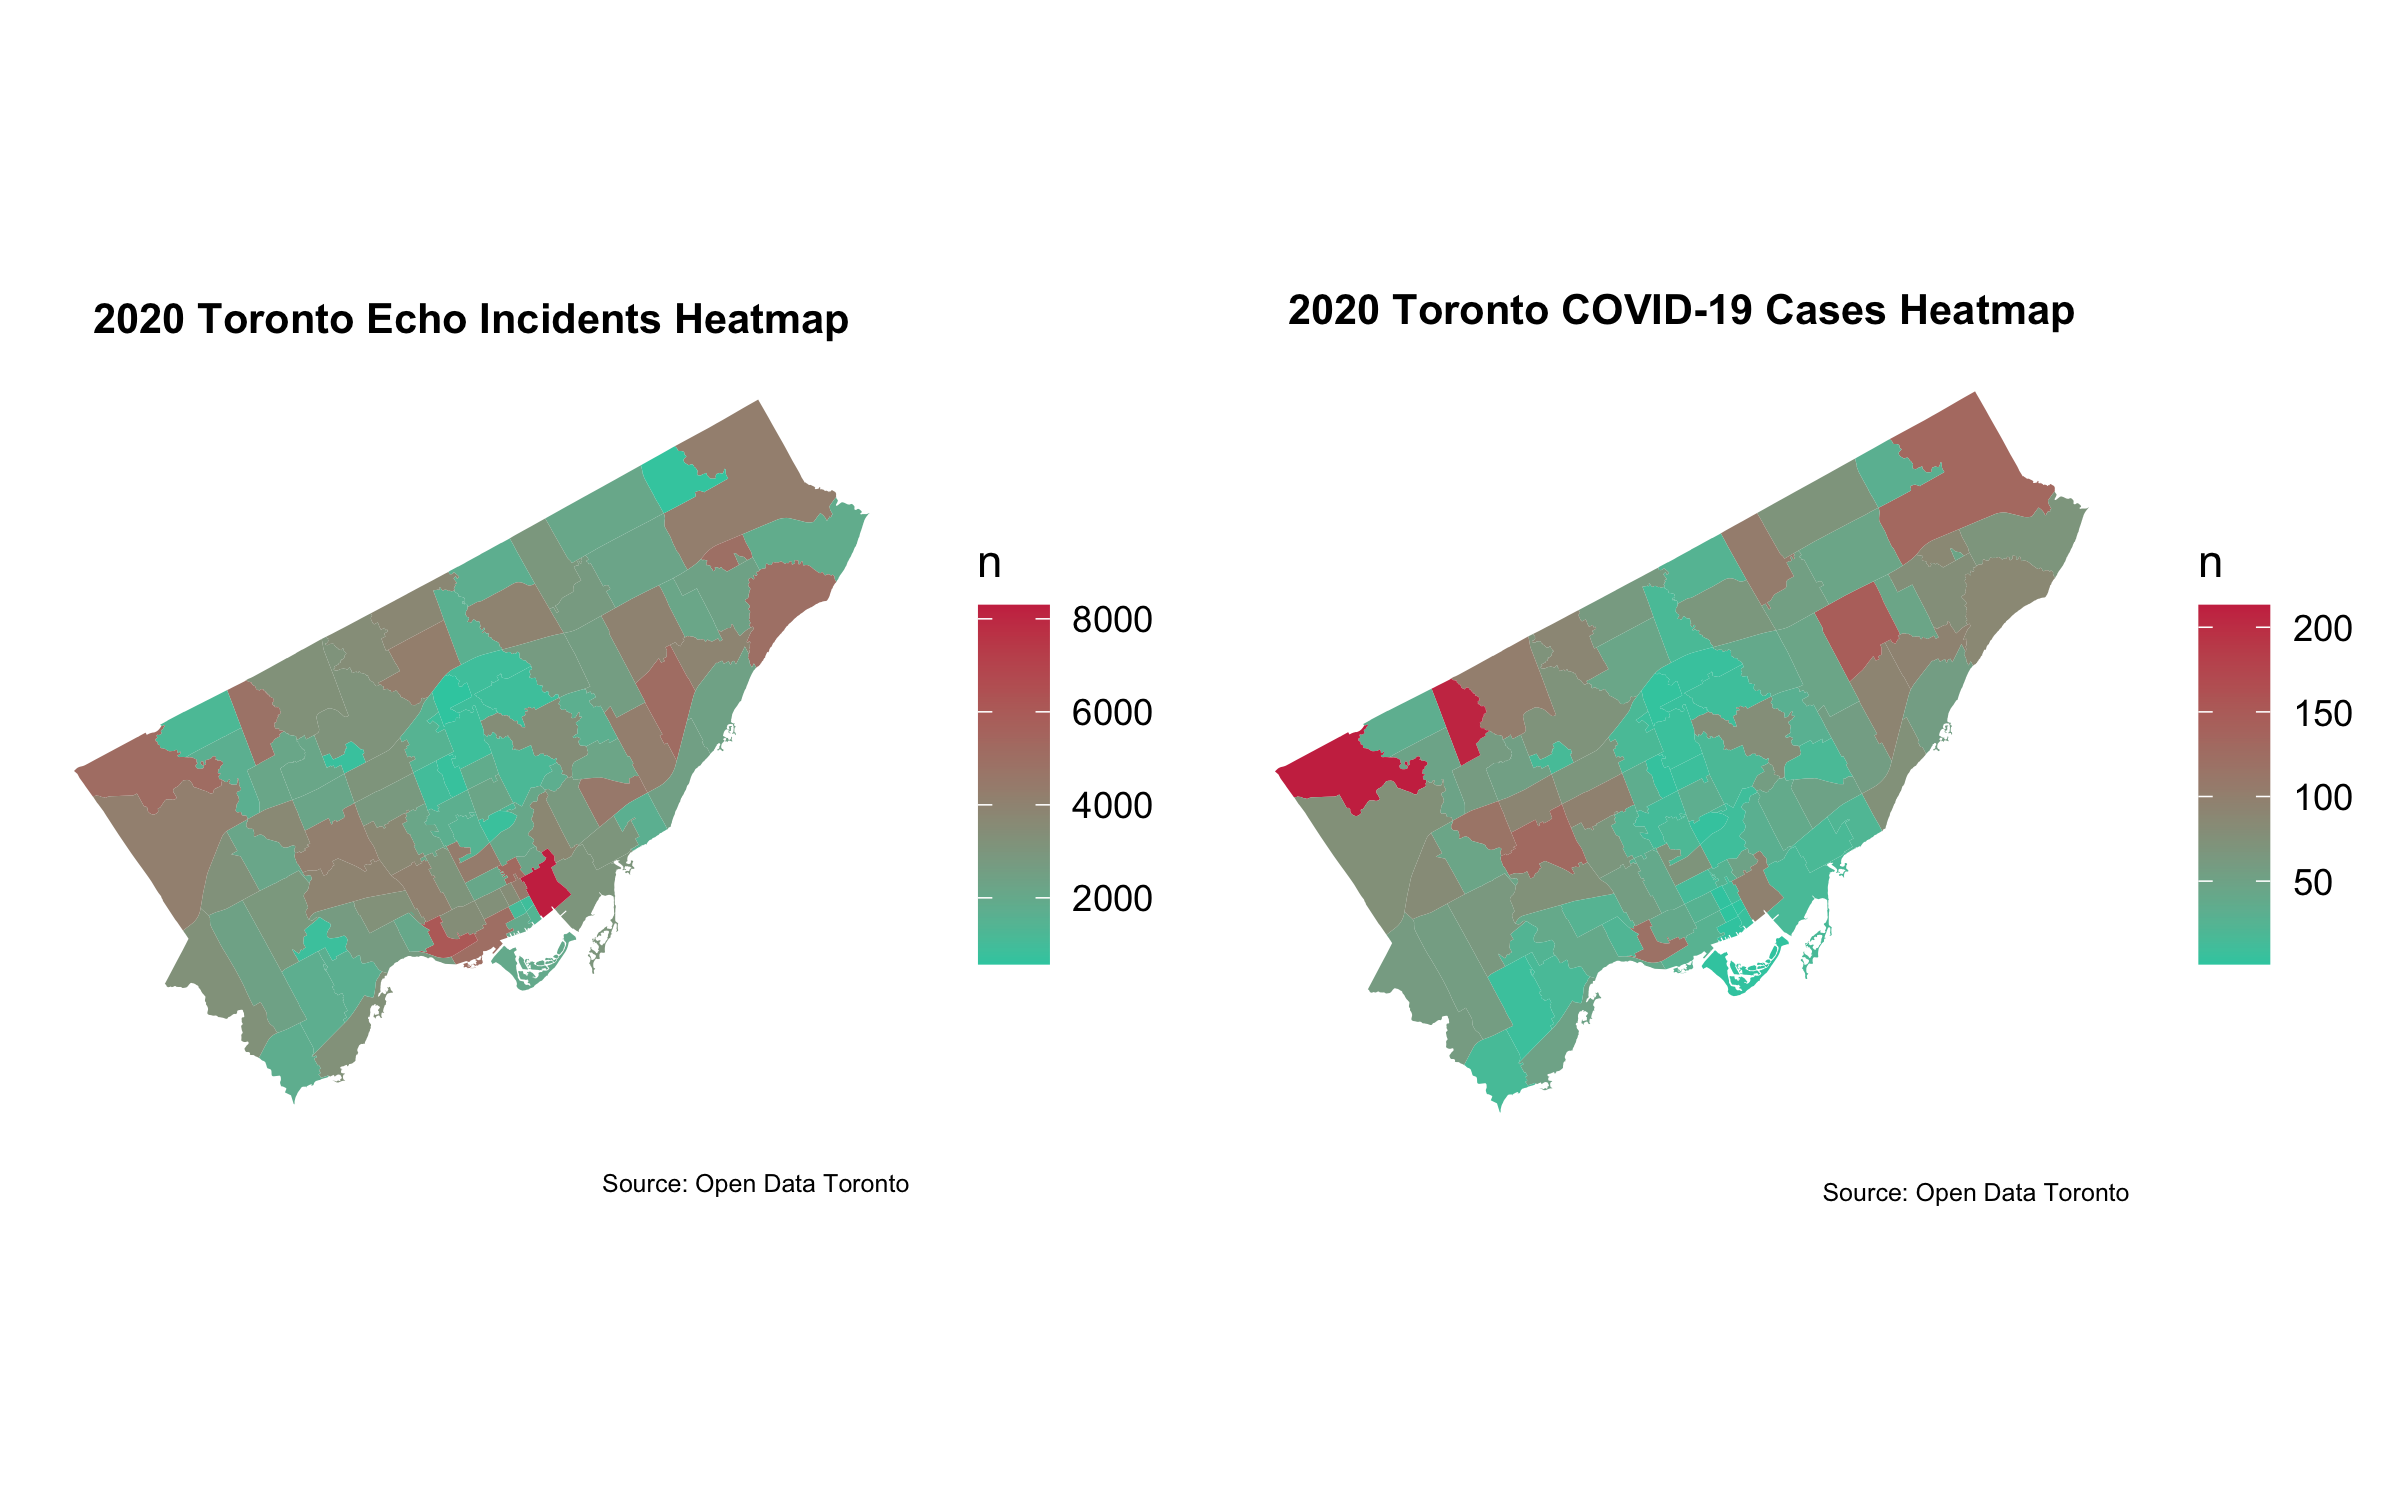 2020 Toronto Echo Incidents Heatmap
n
8000
6000
4000
2000
Source: Open Data Toronto
2020 Toronto COVID-19 Cases Heatmap
n
200
150
100
50
Source: Open Data Toronto